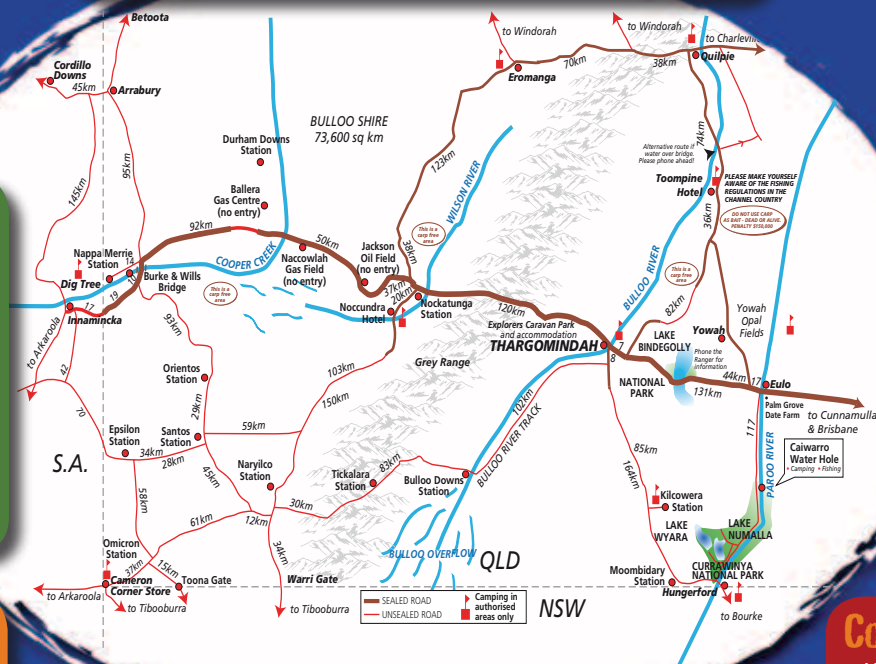 Betoota
to Windorah
to Windorah
to Charleville
Quilpie
Cordillo
Downs
45km
Arrabury
Eromanga
70km
38km
BULLOO SHIRE
73,600 sq km
74km
Alternative route if
water over bridge.
Please phone ahead!
Durham Downs
Station
123km
WILSON RIVER
145km
95km
Toompine
Hotel
PLEASE MAKE YOURSELF
AWARE OF THE FISHING
REGULATIONS IN THE
CHANNEL COUNTRY
DO NOT USE CARP
AS BAIT - DEAD OR ALIVE.
PENALTY $150,000
36km
Ballera
Gas Centre
(no entry)
92km
50km
This is a
carp free
area
38km
Nappa Merrie
Station
14
10
Dig Tree
Burke & Wills
Bridge
COOPER CREEK
Naccowlah
Gas Field
(no entry)
Jackson
Oil Field
(no entry)
37km
20km
BULLOO RIVER
This is a
carp free
area
This is a
carp free
area
19
17
Innamincka
Noccundra
Hotel
Nockatunga
Station
120km
82km
Yowah
Opal
Fields
to Arkaroola
93km
Explorers Caravan Park
and accommodation
THARGOMINDAH
7
8
LAKE
BINDEGOLLY
NATIONAL
PARK
Yowah
Phone the
Ranger for
information
42
70
Orientos
Station
103km
150km
Grey Range
44km
17
Eulo
131km
Palm Grove
Date Farm
to Cunnamulla
& Brisbane
29km
102km
BULLOO RIVER TRACK
S.A.
Epsilon
Station
34km
Santos
Station
59km
28km
117
85km
164km
Caiwarro
Water Hole
• Camping • Fishing
PAROO RIVER
45km
Naryilco
Station
Tickalara
Station
83km
Bulloo Downs
Station
58km
30km
12km
61km
Kilcowera
Station
LAKE
WYARA
LAKE
NUMALLA
34km
Omicron
Station
37km
15km
BULLOO OVERFLOW
QLD
CURRAWINYA
NATIONAL PARK
Cameron
Corner Store
Toona Gate
Warri Gate
Moombidary
Station
Hungerford
to Arkaroola
to Tibooburra
to Tibooburra
SEALED ROAD
UNSEALED ROAD
Camping in
authorised
areas only
NSW
to Bourke